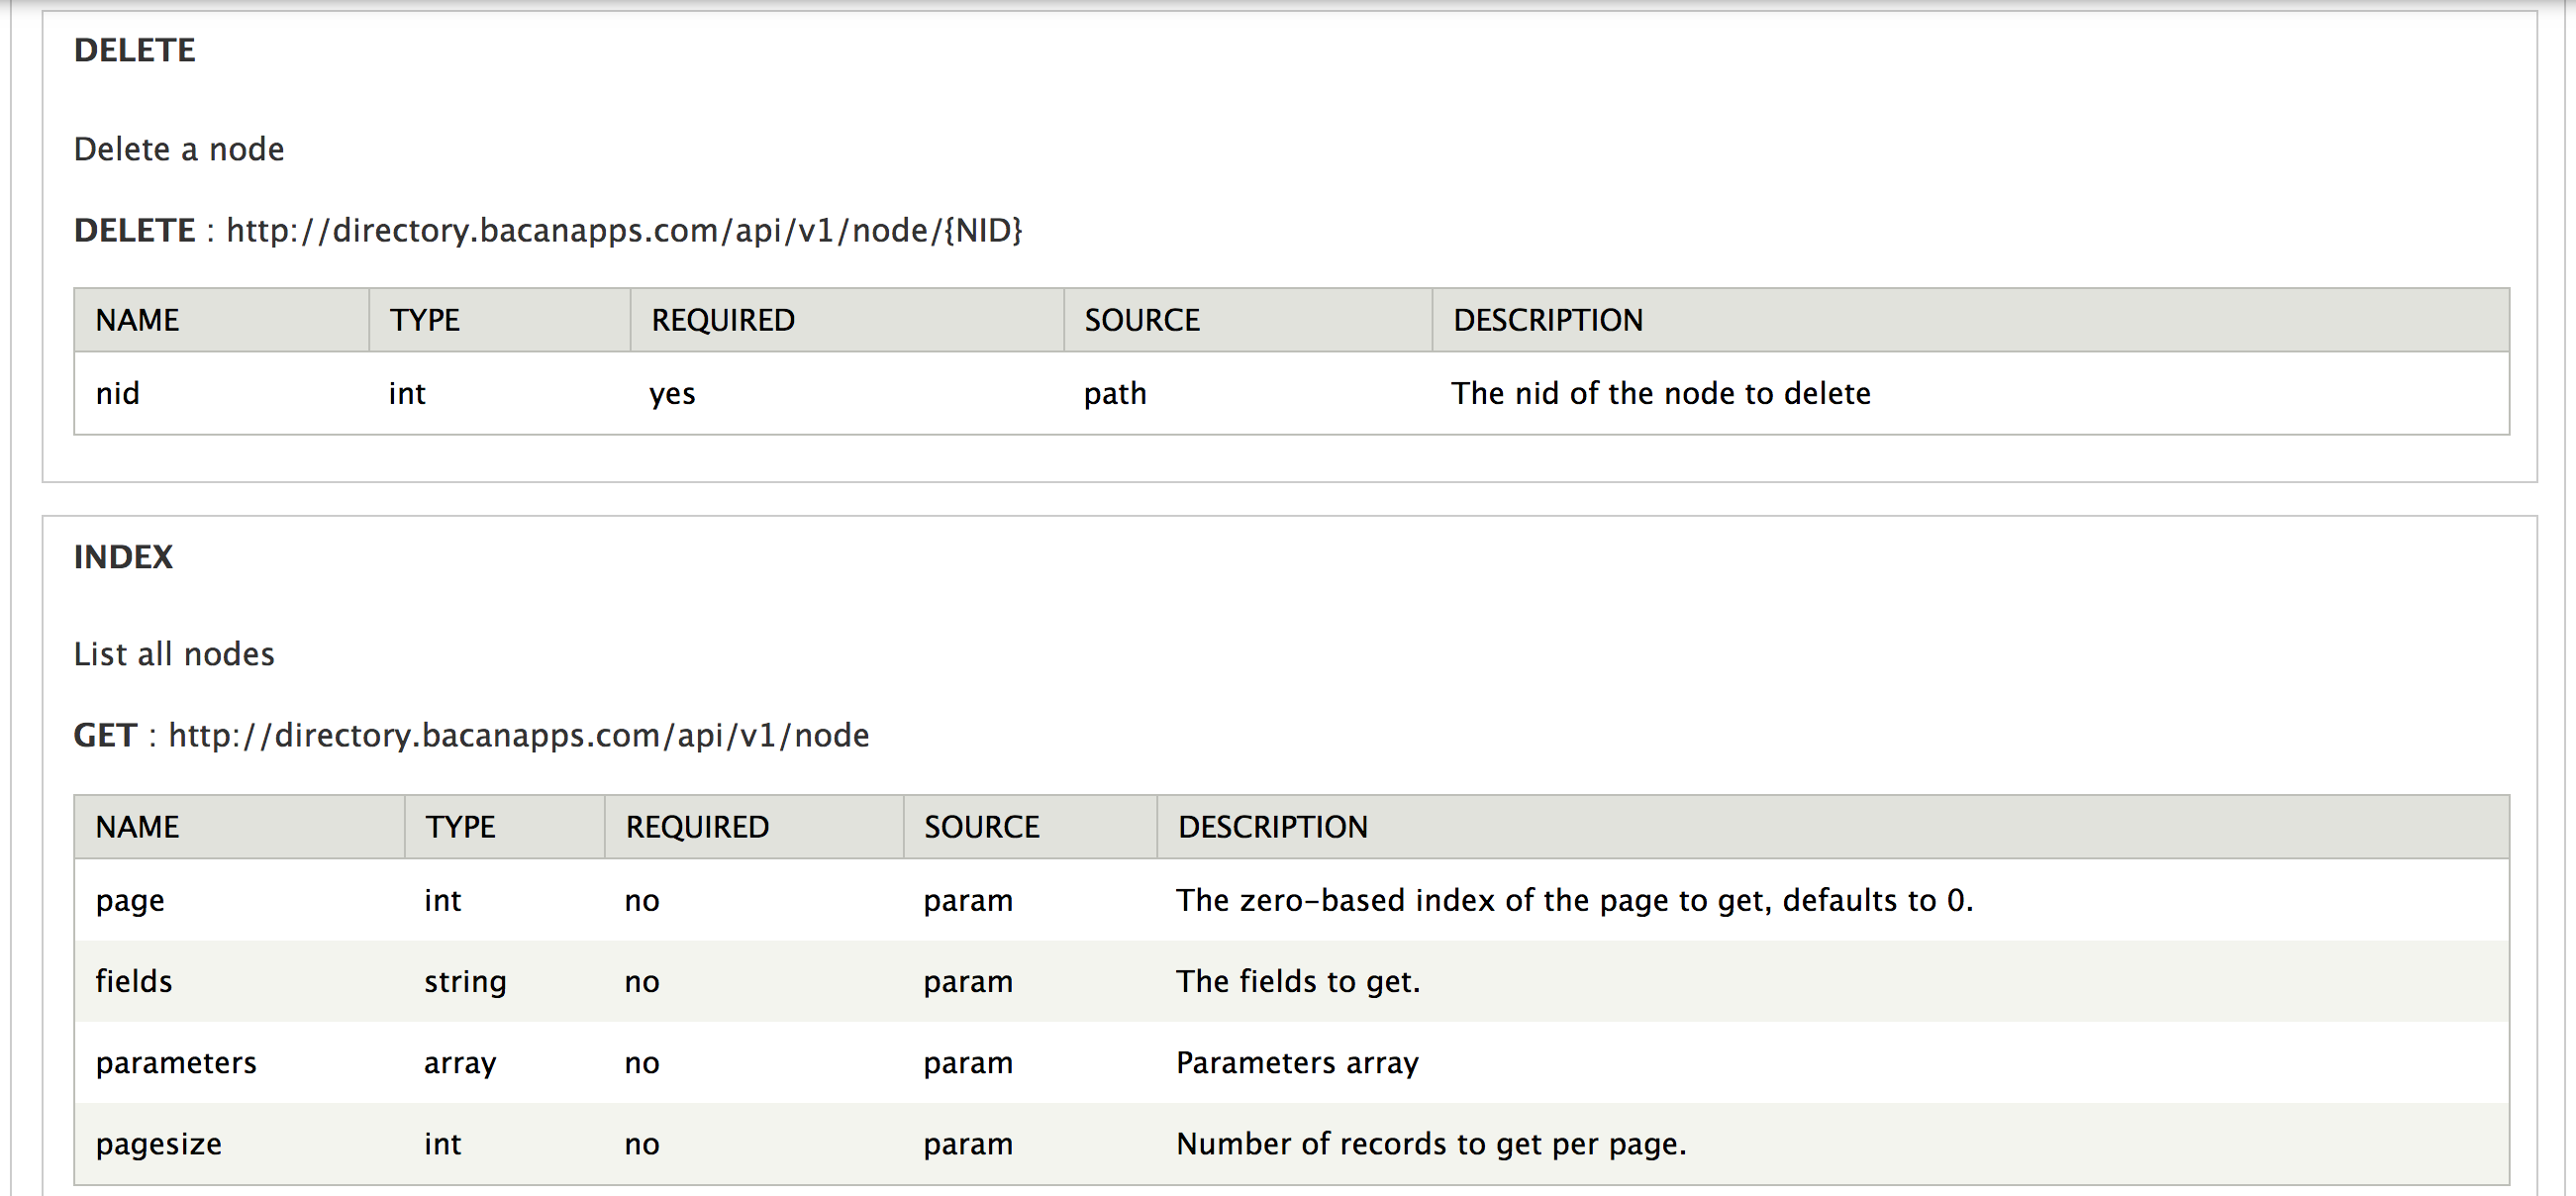 DELETE
Delete a node
DELETE : http://directory.bacanapps.com/api/v1/node/{NID}
NAME TYPE REQUIRED SOURCE DESCRIPTION
nid int yes path The nid of the node to delete
INDEX
List all nodes
GET : http://directory.bacanapps.com/api/v1/node
NAME TYPE REQUIRED SOURCE DESCRIPTION
page int no param The zero-based index of the page to get, defaults to 0.
fields string no param The fields to get.
parameters array no param Parameters array
pagesize int no param Number of records to get per page.